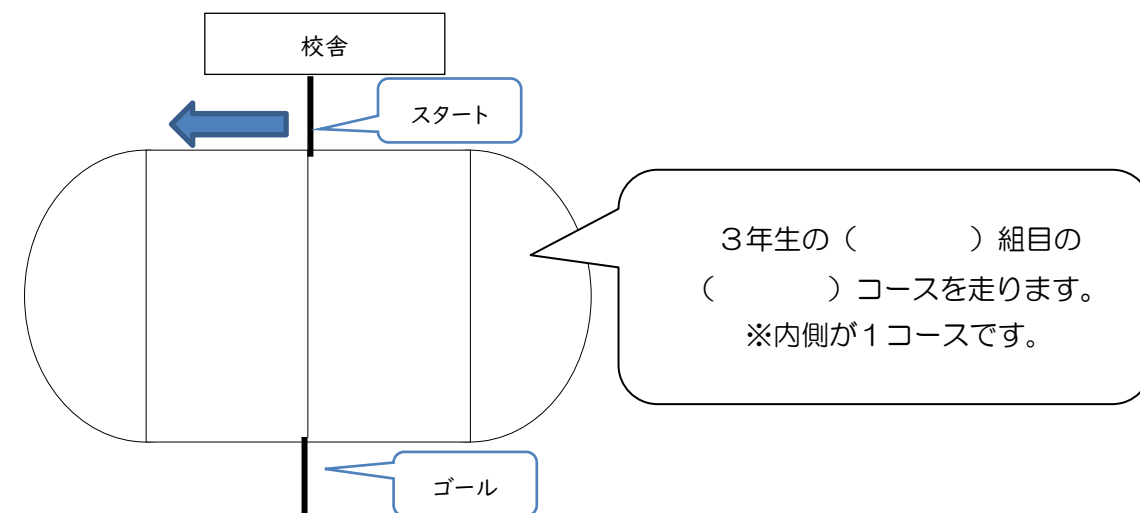 校舎
スタート
３年生の（　　　　）組目の
（　　　　）コースを走ります。
※内側が１コースです。
ゴール